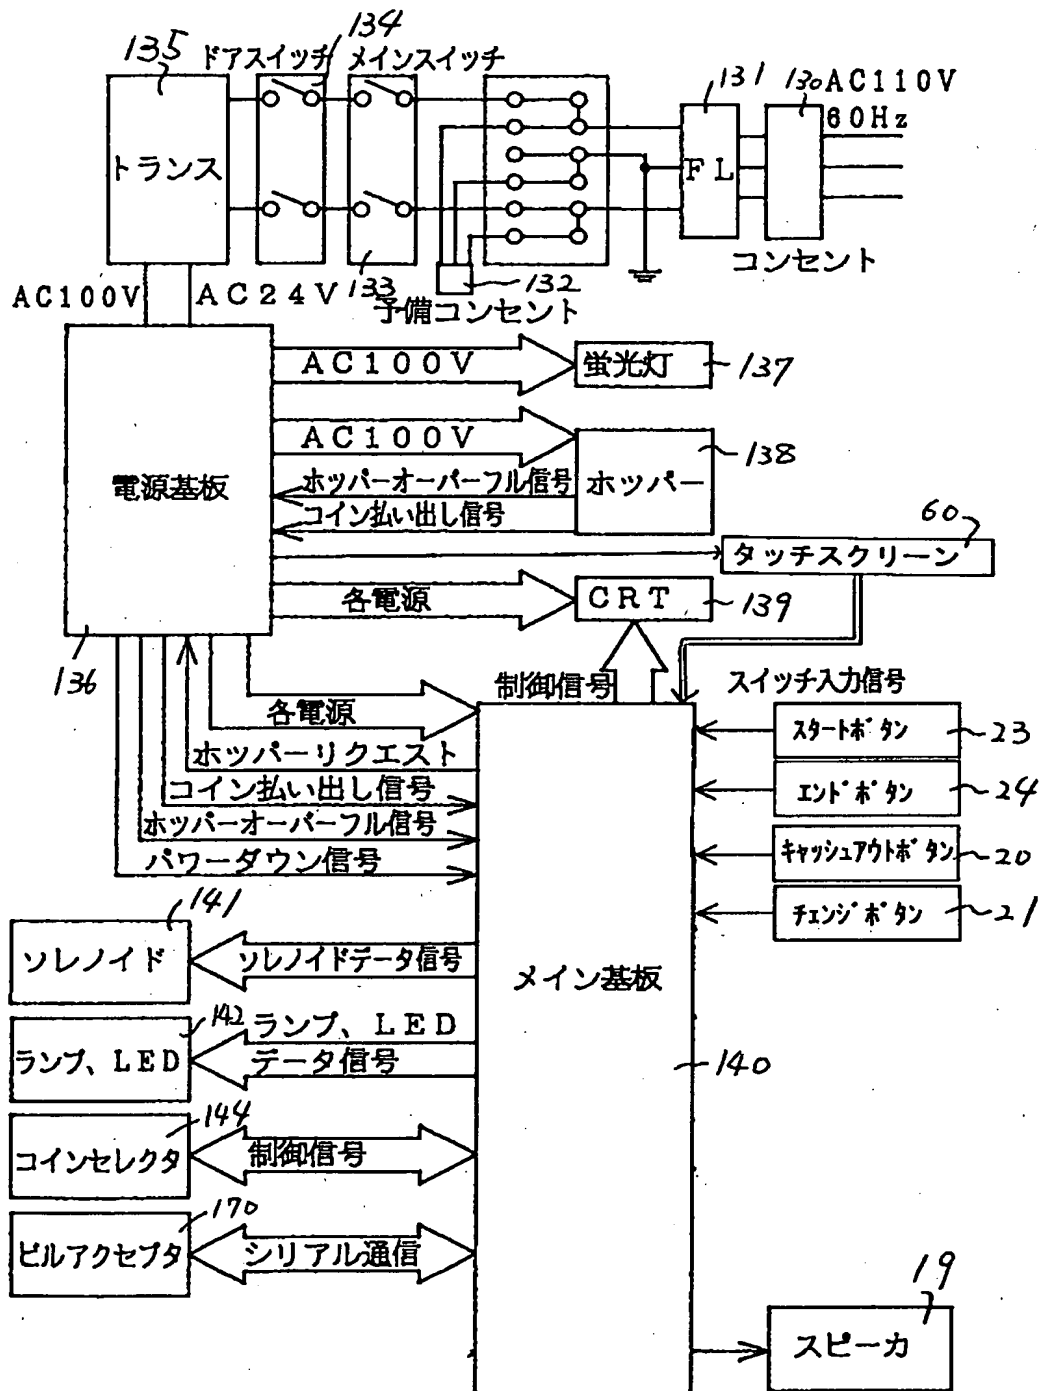 134
135
ドアスイッチ
メインスイッチ
131
130
AC110V
60Hz
トランス
FL
コンセント
AC100V
AC24V
133
132
予備コンセント
AC100V
蛍光灯
137
AC100V
138
電源基板
ホッパーオーバーフル信号
ホッパー
コイン払い出し信号
60
タッチスクリーン
各電源
CRT
139
136
制御信号
スイッチ入力信号
各電源
スタートボタン
23
ホッパーリクエスト
コイン払い出し信号
エンドボタン
24
ホッパーオーバーフル信号
パワーダウン信号
キャッシュアウトボタン
20
チェンジボタン
21
141
ソレノイド
ソレノイドデータ信号
メイン基板
142
ランプ、LED
ランプ、LED
データ信号
140
144
コインセレクタ
制御信号
170
ビルアクセプタ
シリアル通信
19
スピーカ